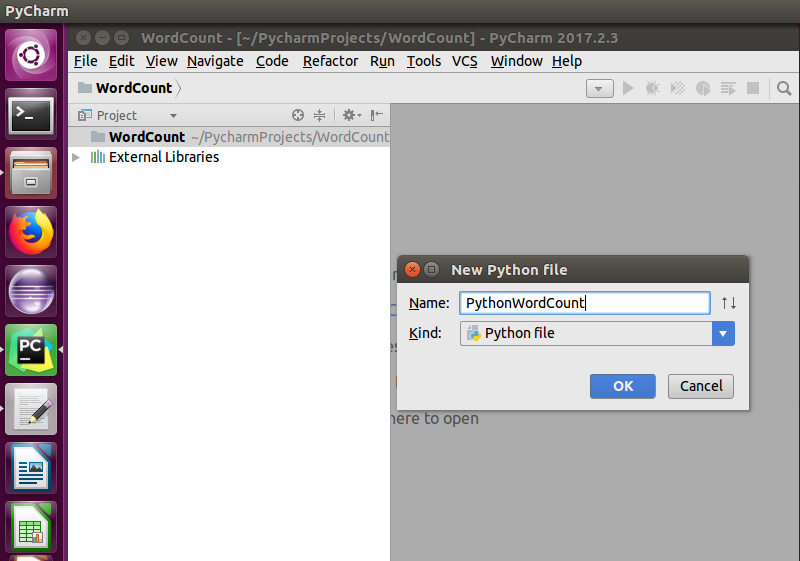 PyCharm
WordCount - [~/PycharmProjects/WordCount] - PyCharm 2017.2.3
File Edit View Navigate Code Refactor Run Tools VCS Window Help
WordCount
Project
WordCount ~/PycharmProjects/WordCount
External Libraries
New Python file
Name: PythonWordCount
Kind: Python file
OK Cancel
here to open
PC